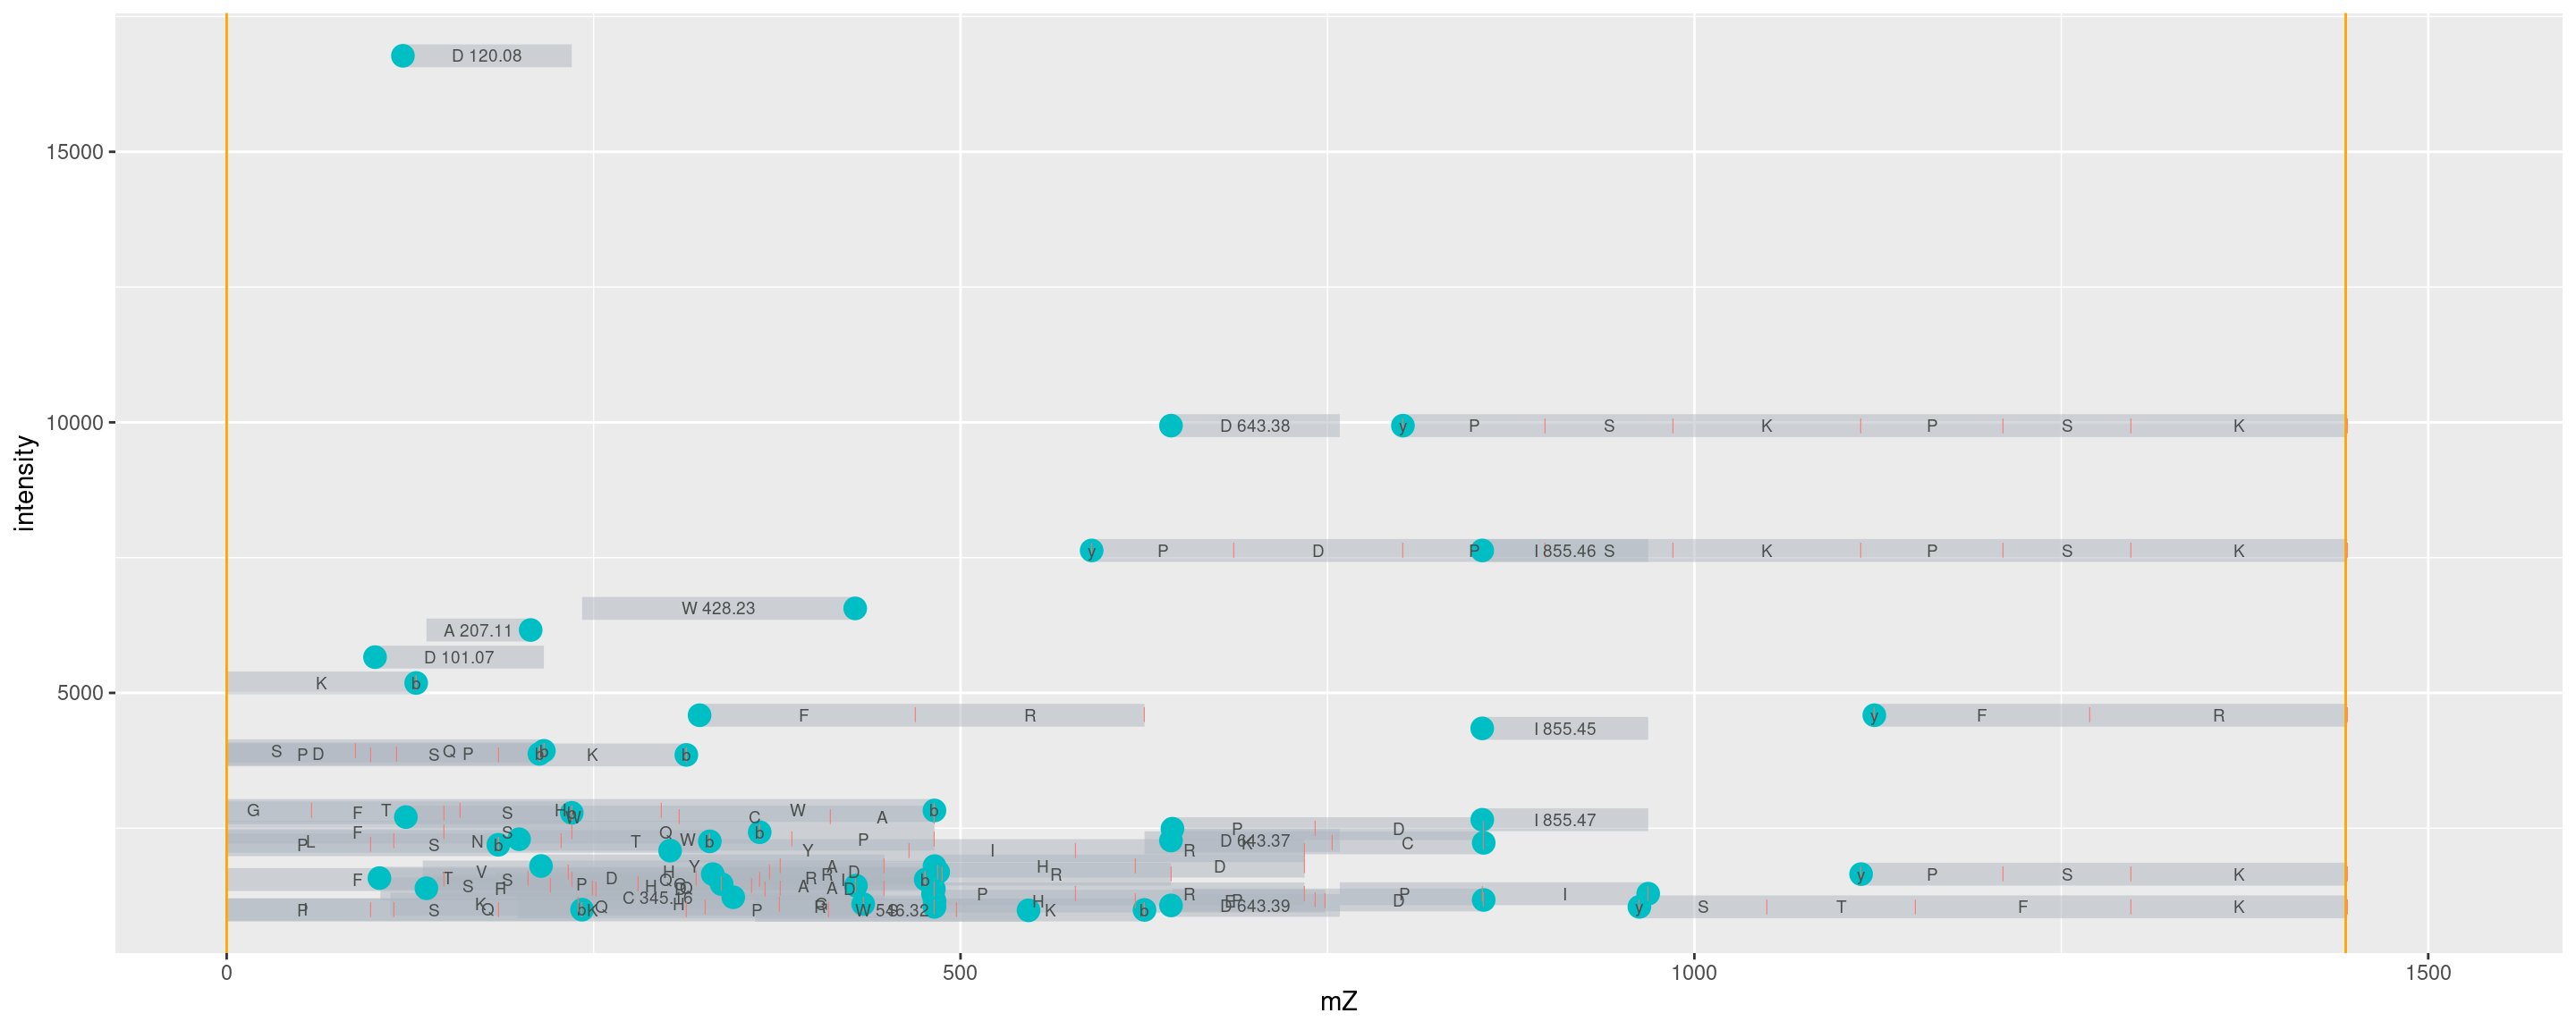 D 120.08
15000
10000
D 643.38 y P S K P S K
y P D P I 855.46 S K P S K
W 428.23
A 207.11
D 101.07
K b
5000
F R y F R
I 855.45
S Q b
P D S P b K b
G T H W b
F S b W C A
I 855.47
P D
F S Q b
P L S N b T W b P
D 643.37 K C
Y I R
V H Y A H D
y P S K
F T S P D Q R R D b R
S R H A A D P R P I
C 345.16
K Q G H P D
D 643.39
y S T F K
P I S Q b K P R W 546.32 S K b
0 500 1000 1500
mZ
intensity